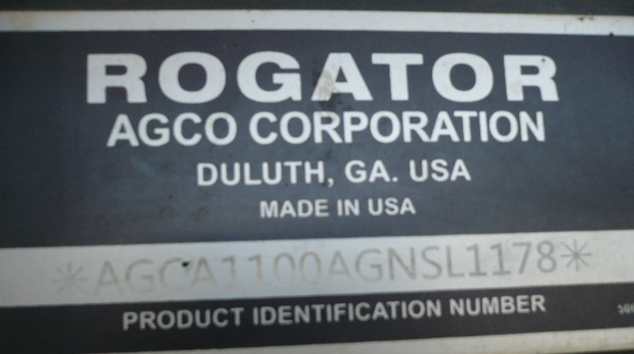 ROGATOR
AGCO CORPORATION
DULUTH, GA. USA
MADE IN USA
*AGCA1100AGNSL1178*
PRODUCT IDENTIFICATION NUMBER